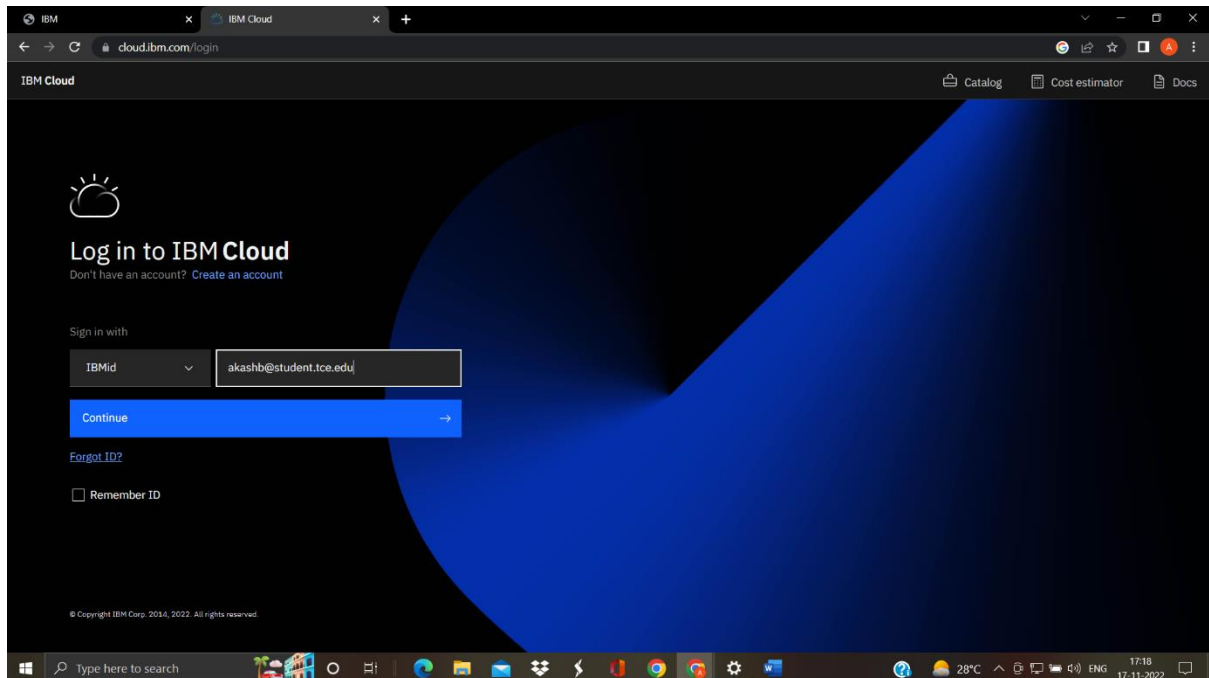 IBM
IBM Cloud
cloud.ibm.com/login
A
IBM Cloud
Catalog
Cost estimator
Docs
Log in to IBM Cloud
Don't have an account? Create an account
Sign in with
IBMid
akashb@student.tce.edu
Continue
Forgot ID?
Remember ID
© Copyright IBM Corp. 2014, 2022. All rights reserved.
Type here to search
28°C
ENG
17:18
17-11-2022